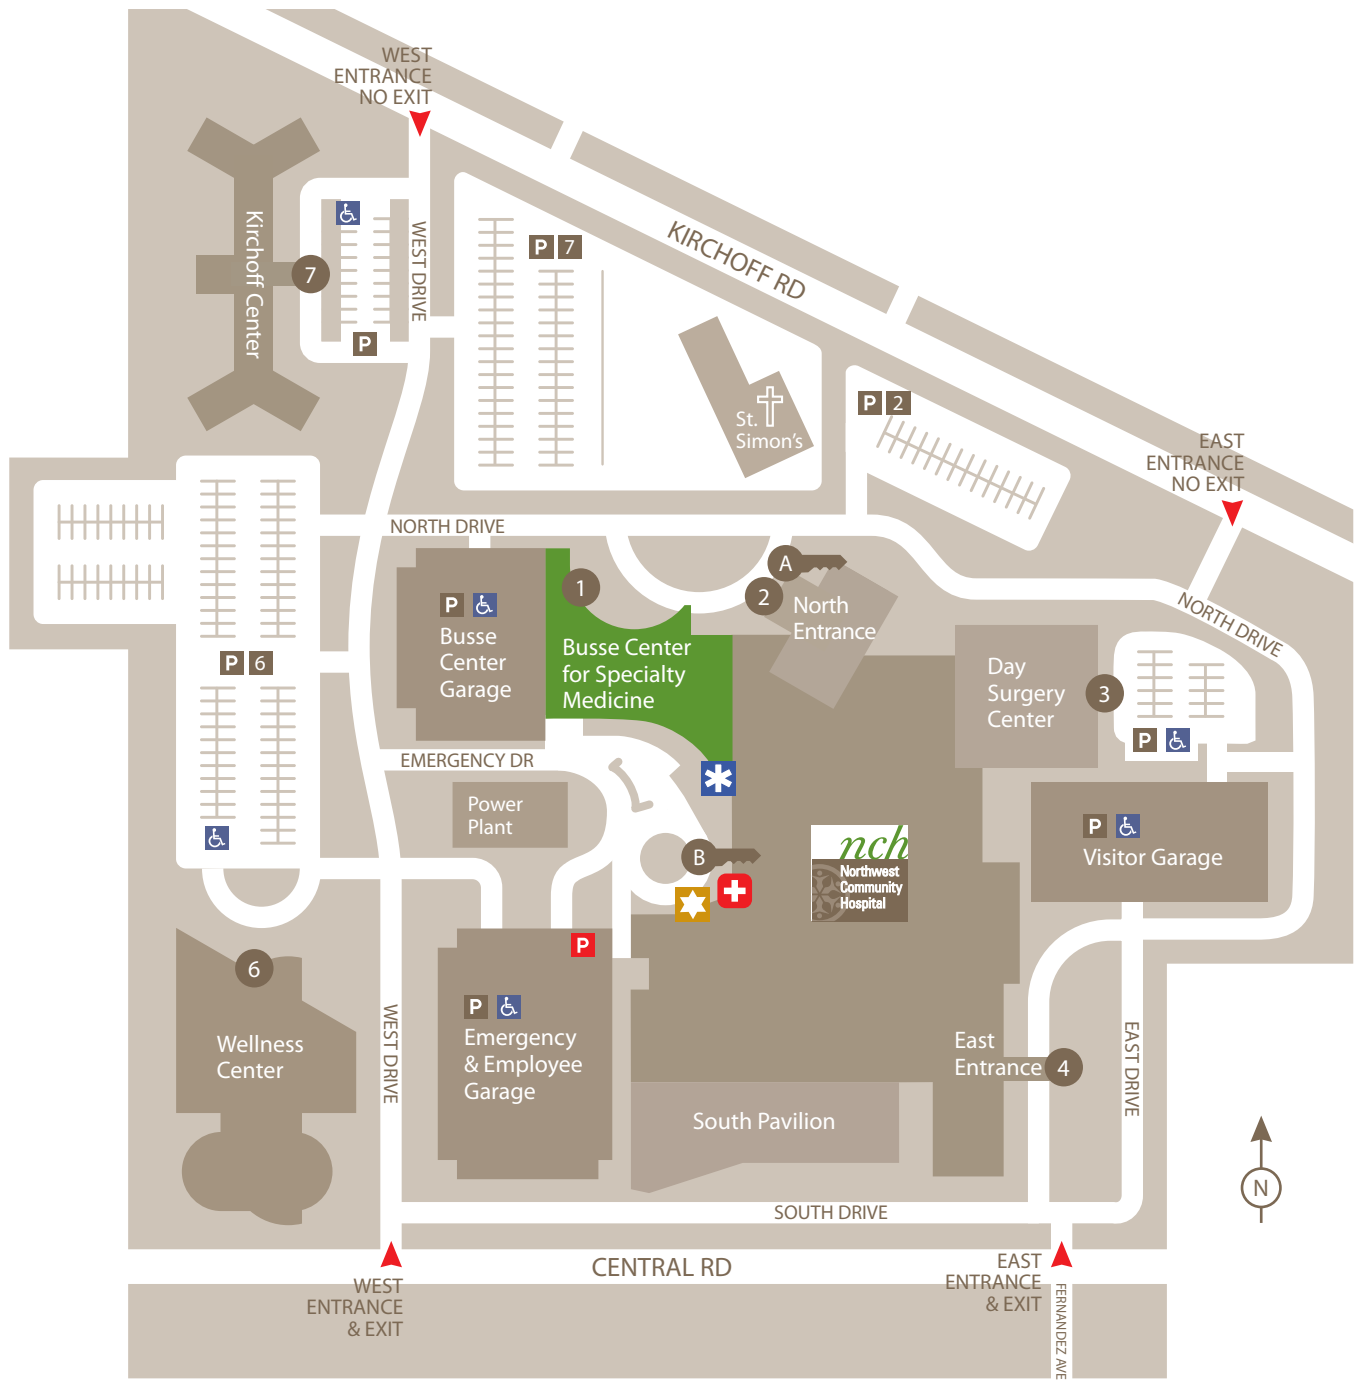 WEST
ENTRANCE
NO EXIT
KIRCHOFF RD
Kirchoff Center
7
P
WEST DRIVE
P 7
St.
Simon's
P 2
EAST
ENTRANCE
NO EXIT
NORTH DRIVE
NORTH DRIVE
A
1
2
North
Entrance
P
Busse
Center
Garage
Busse Center
for Specialty
Medicine
P 6
Day
Surgery
Center
3
P
EMERGENCY DR
Power
Plant
P
Visitor Garage
B
nch
Northwest
Community
Hospital
P
6
Wellness
Center
WEST DRIVE
P
Emergency
& Employee
Garage
East
Entrance
4
EAST DRIVE
South Pavilion
N
SOUTH DRIVE
CENTRAL RD
WEST
ENTRANCE
& EXIT
EAST
ENTRANCE
& EXIT
FERNANDEZ AVE